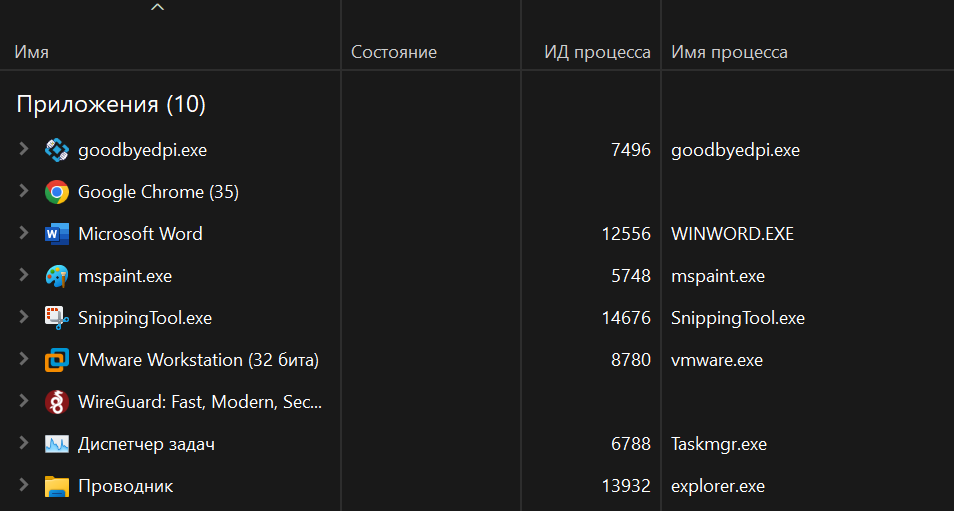 Имя Состояние ИД процесса Имя процесса
Приложения (10)
goodbyedpi.exe 7496 goodbyedpi.exe
Google Chrome (35)
Microsoft Word 12556 WINWORD.EXE
mspaint.exe 5748 mspaint.exe
SnippingTool.exe 14676 SnippingTool.exe
VMware Workstation (32 бита) 8780 vmware.exe
WireGuard: Fast, Modern, Sec...
Диспетчер задач 6788 Taskmgr.exe
Проводник 13932 explorer.exe